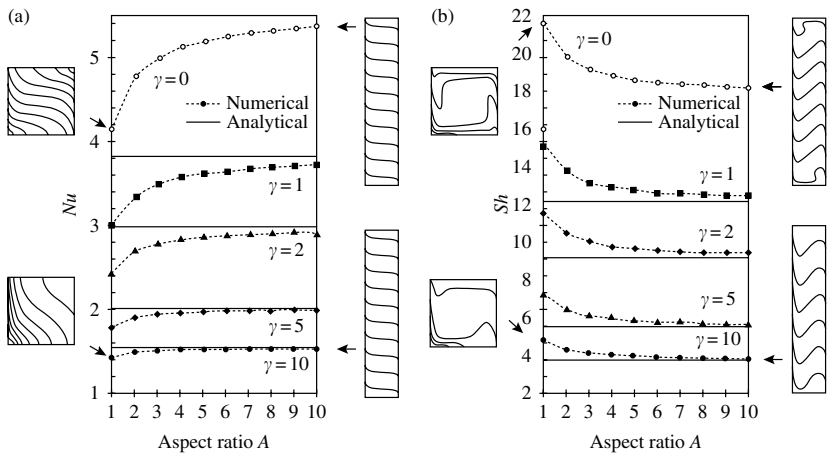 (a)
Nu
5
4
3
2
1
γ = 0
Numerical
Analytical
γ = 1
γ = 2
γ = 5
γ = 10
1 2 3 4 5 6 7 8 9 10
Aspect ratio A
(b)
Sh
22
20
18
16
14
12
10
8
6
4
2
γ = 0
Numerical
Analytical
γ = 1
γ = 2
γ = 5
γ = 10
1 2 3 4 5 6 7 8 9 10
Aspect ratio A